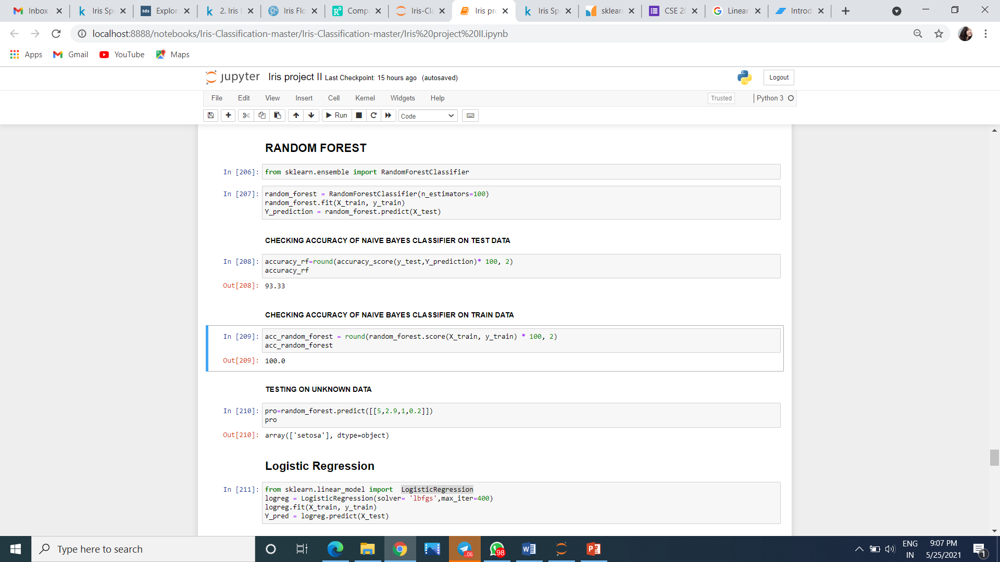 Inbox
Iris Sp
tds Explor
2. Iris D
Iris Flo
Comp
Iris-Cla
Iris pro
Iris Sp
sklearn
CSE 20
Linear
Introd
localhost:8888/notebooks/Iris-Classification-master/Iris-Classification-master/Iris%20project%20II.ipynb
Apps Gmail YouTube Maps
jupyter Iris project II Last Checkpoint: 15 hours ago (autosaved) Logout
File Edit View Insert Cell Kernel Widgets Help Trusted Python 3
Run Code
RANDOM FOREST
In [206]: from sklearn.ensemble import RandomForestClassifier
In [207]: random_forest = RandomForestClassifier(n_estimators=100)
random_forest.fit(X_train, y_train)
Y_prediction = random_forest.predict(X_test)
CHECKING ACCURACY OF NAIVE BAYES CLASSIFIER ON TEST DATA
In [208]: accuracy_rf=round(accuracy_score(y_test,Y_prediction)* 100, 2)
accuracy_rf
Out[208]: 93.33
CHECKING ACCURACY OF NAIVE BAYES CLASSIFIER ON TRAIN DATA
In [209]: acc_random_forest = round(random_forest.score(X_train, y_train) * 100, 2)
acc_random_forest
Out[209]: 100.0
TESTING ON UNKNOWN DATA
In [210]: pro=random_forest.predict([[5,2.9,1,0.2]])
pro
Out[210]: array(['setosa'], dtype=object)
Logistic Regression
In [211]: from sklearn.linear_model import  LogisticRegression
logreg = LogisticRegression(solver= 'lbfgs',max_iter=400)
logreg.fit(X_train, y_train)
Y_pred = logreg.predict(X_test)
Type here to search
..06
98
ENG
IN
9:07 PM
5/25/2021
1